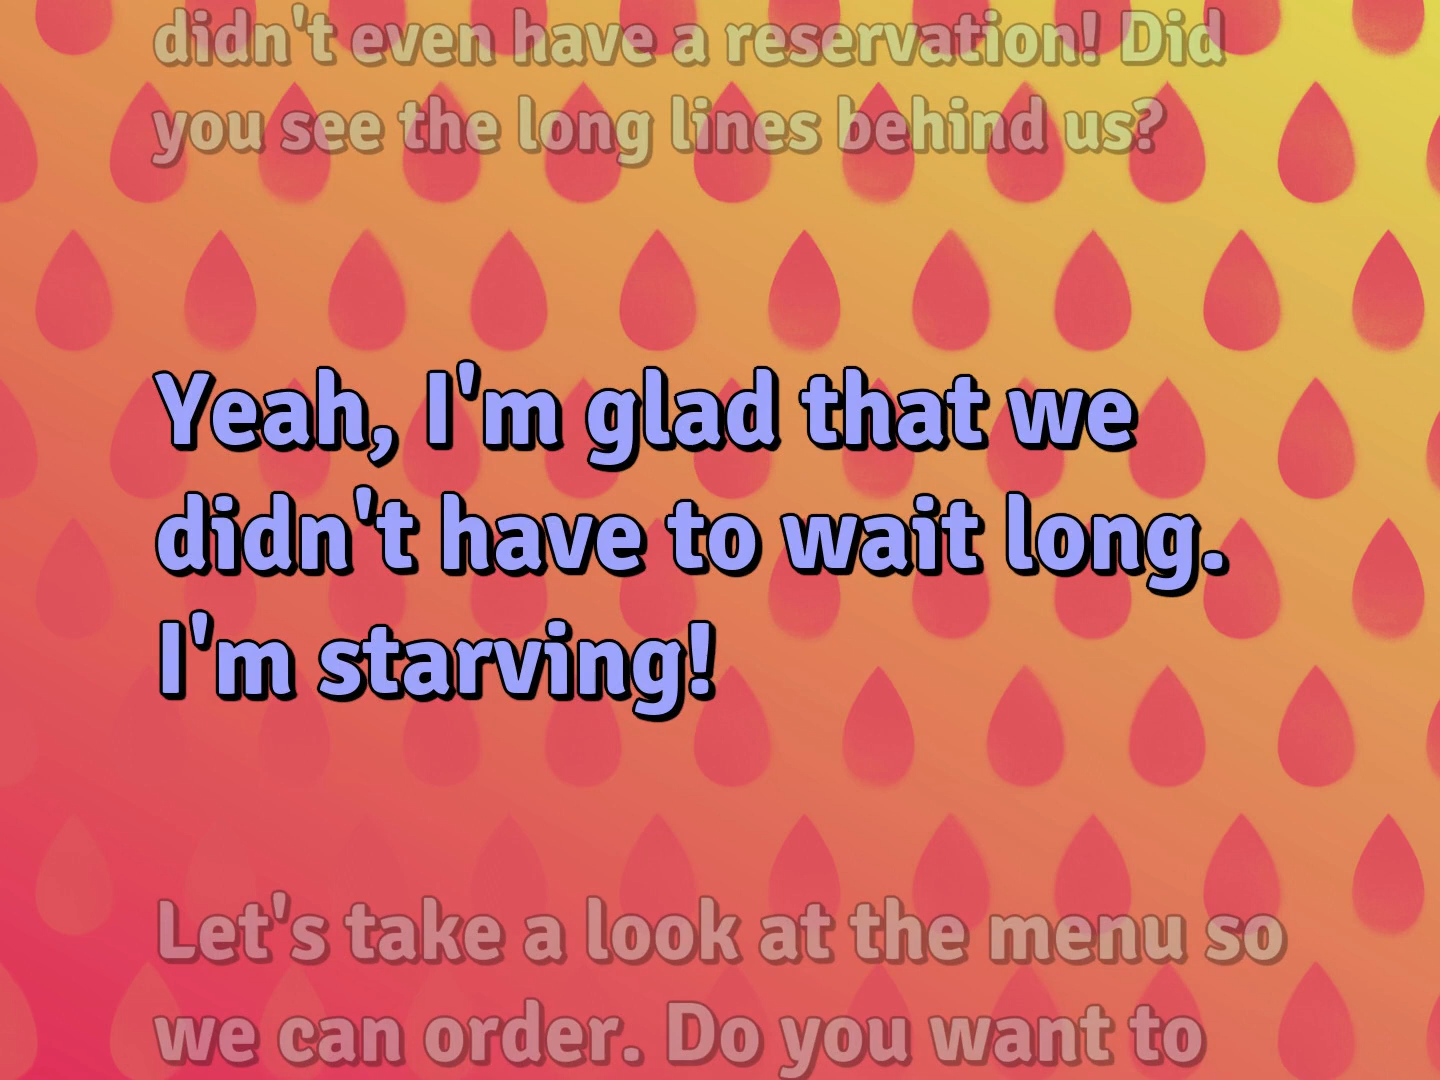 didn't even have a reservation! Did
you see the long lines behind us?
Yeah, I'm glad that we
didn't have to wait long.
I'm starving!
Let's take a look at the menu so
we can order. Do you want to